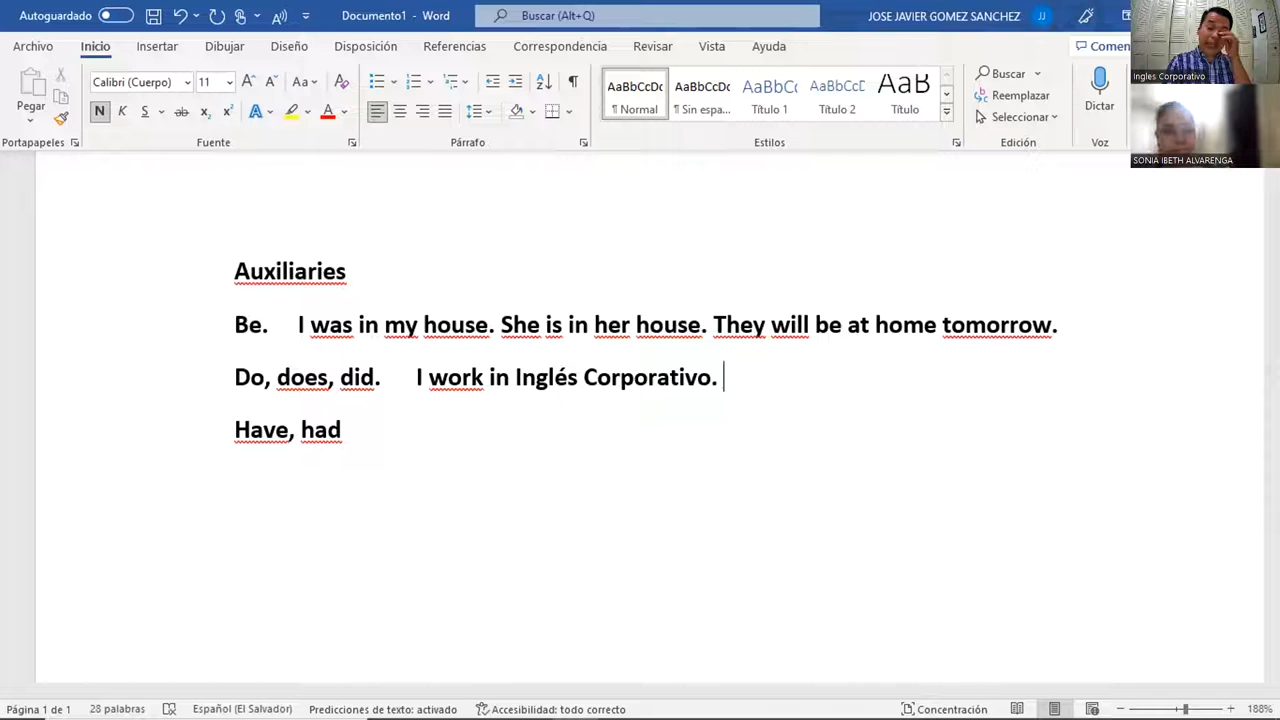 Autoguardado
Documento1 - Word
Buscar (Alt+Q)
JOSE JAVIER GOMEZ SANCHEZ
JJ
Archivo Inicio Insertar Dibujar Diseño Disposición Referencias Correspondencia Revisar Vista Ayuda
Comen
Pegar
Calibri (Cuerpo) 11
AaBbCcDc AaBbCcDc AaBbCc AaBbCcD AaB
¶ Normal ¶ Sin espa... Título 1 Título 2 Título
Buscar
Reemplazar
Seleccionar
Dictar
Portapapeles Fuente Párrafo Estilos Edición Voz
Ingles Corporativo
SONIA IBETH ALVARENGA
Auxiliaries
Be. I was in my house. She is in her house. They will be at home tomorrow.
Do, does, did. I work in Inglés Corporativo.
Have, had
Página 1 de 1 28 palabras Español (El Salvador) Predicciones de texto: activado Accesibilidad: todo correcto Concentración 188%